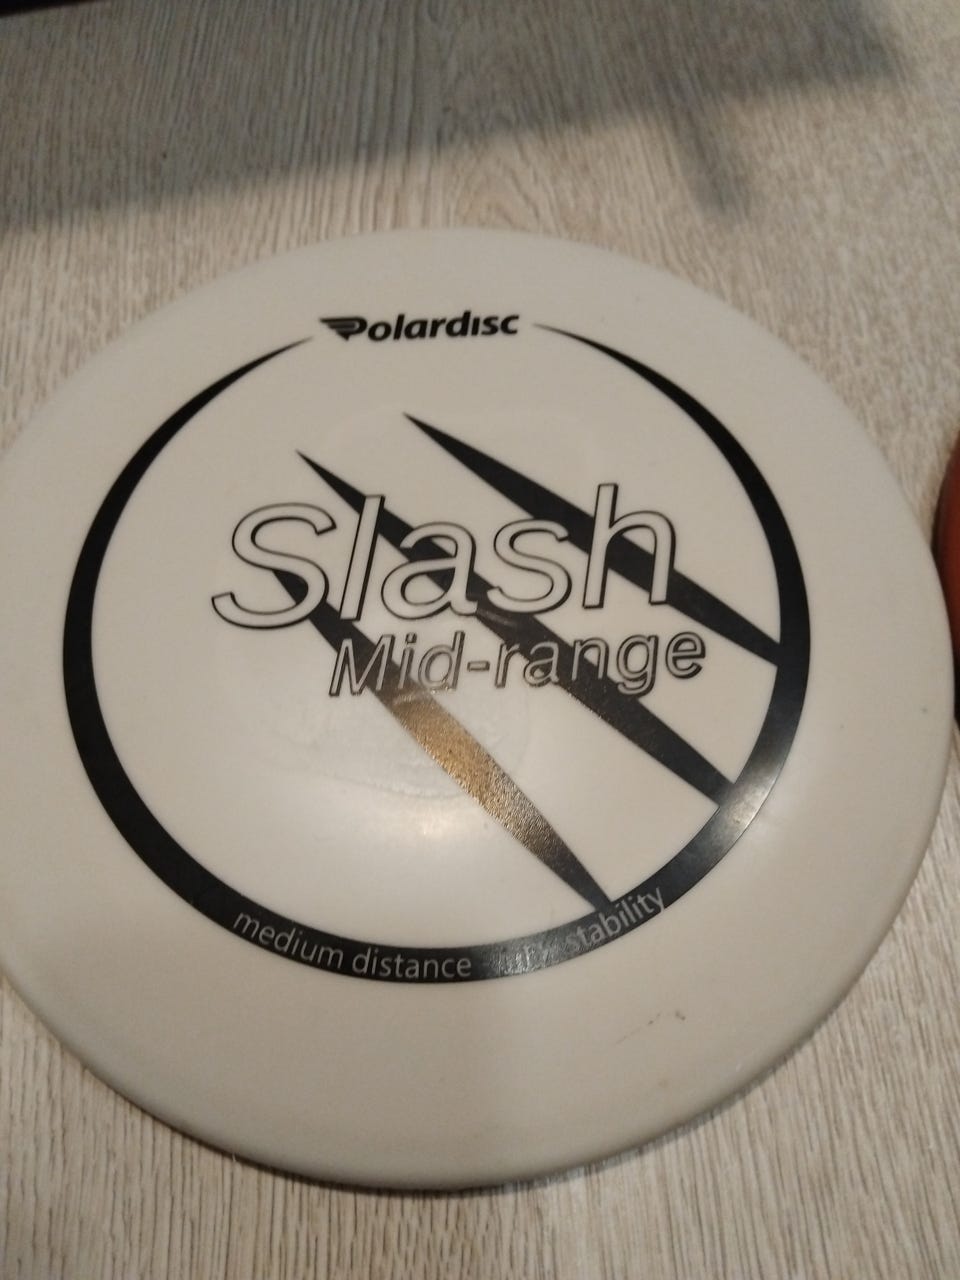 Polardisc
Slash
Mid-range
medium distance
stability